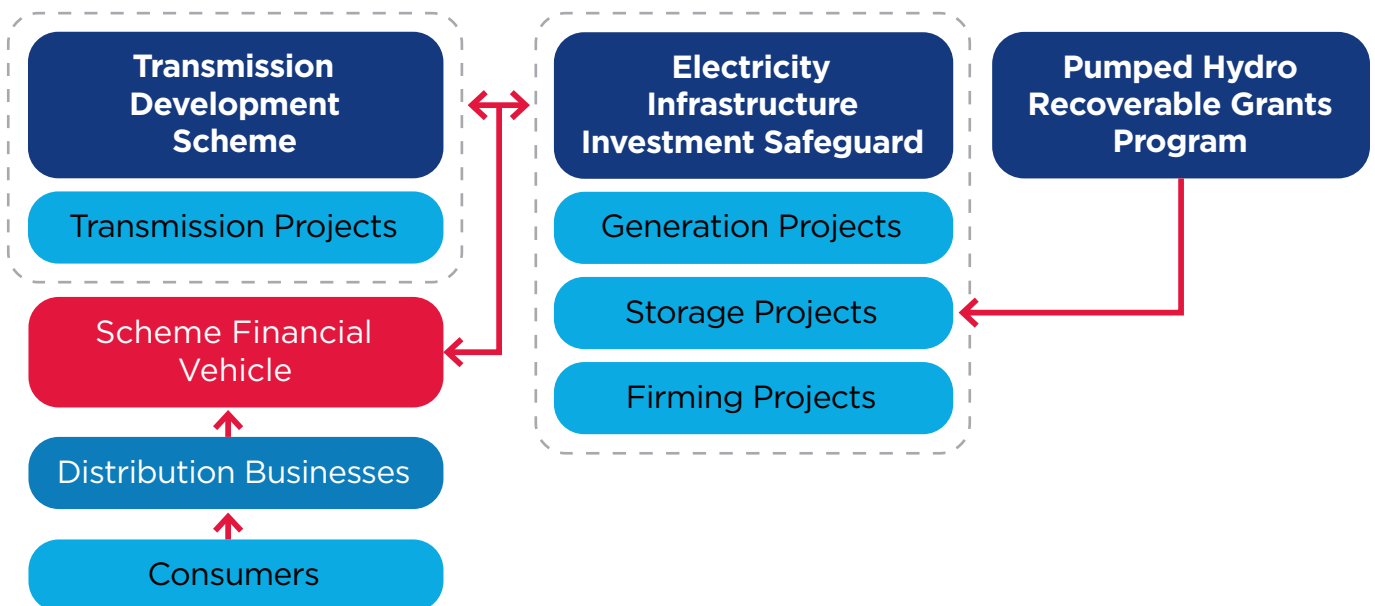 Transmission
Development
Scheme
Transmission Projects
Scheme Financial
Vehicle
Distribution Businesses
Consumers
Electricity
Infrastructure
Investment Safeguard
Generation Projects
Storage Projects
Firming Projects
Pumped Hydro
Recoverable Grants
Program